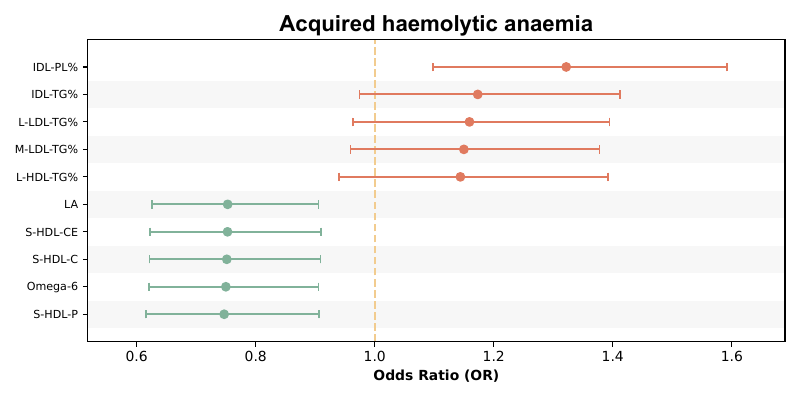 Acquired haemolytic anaemia
IDL-PL%
IDL-TG%
L-LDL-TG%
M-LDL-TG%
L-HDL-TG%
LA
S-HDL-CE
S-HDL-C
Omega-6
S-HDL-P
0.6 0.8 1.0 1.2 1.4 1.6
Odds Ratio (OR)